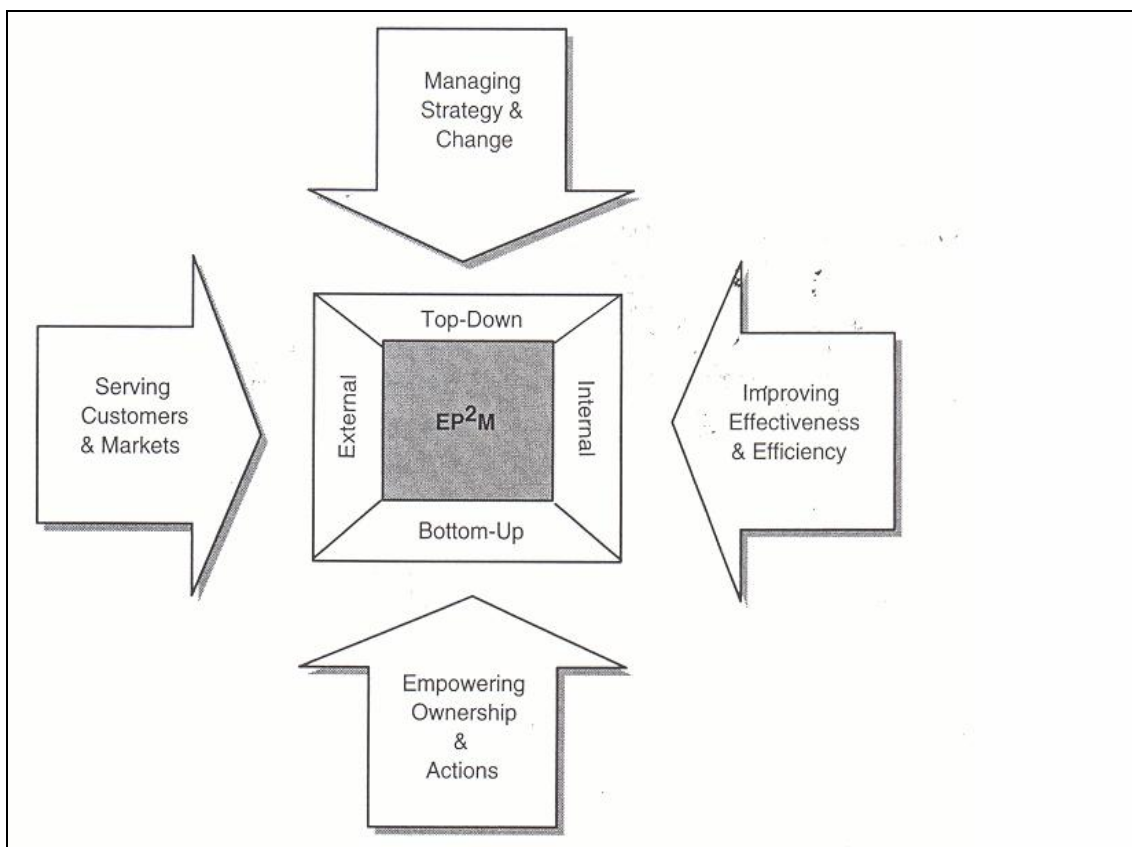 Managing
Strategy &
Change
Top-Down
Serving
Customers
& Markets
External
EP²M
Internal
Improving
Effectiveness
& Efficiency
Bottom-Up
Empowering
Ownership
&
Actions